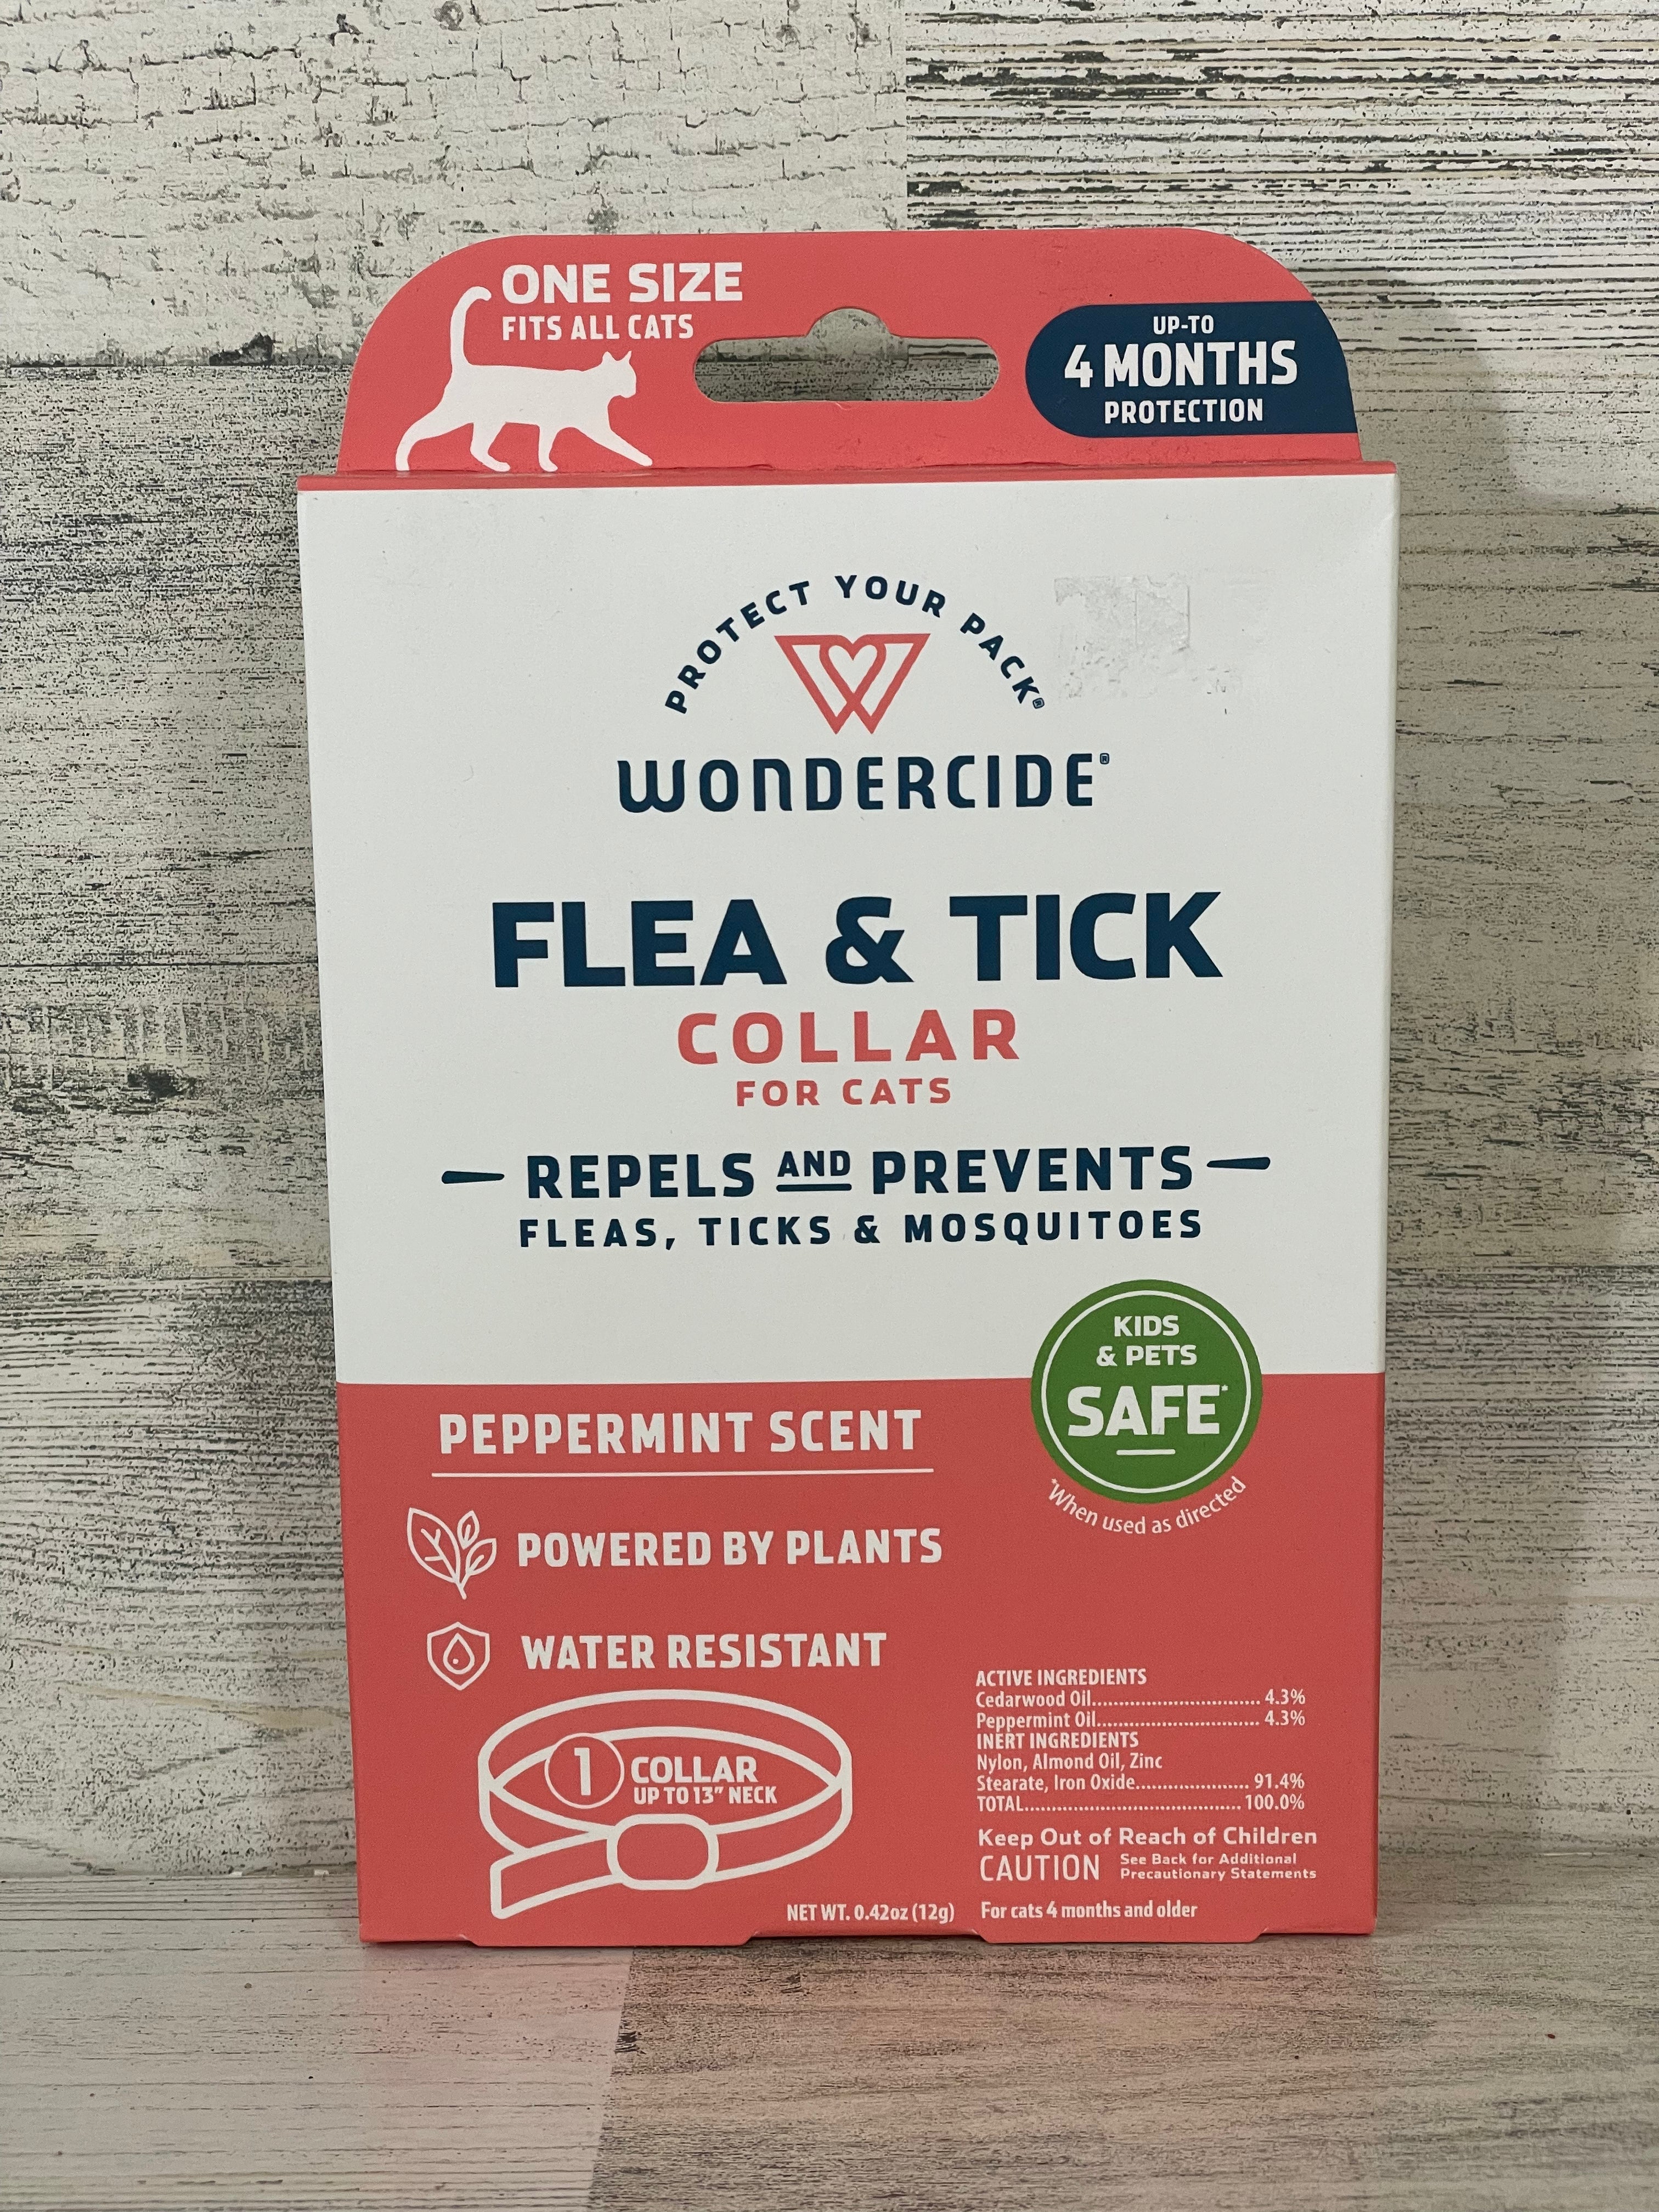 ONE SIZE
FITS ALL CATS
UP-TO
4 MONTHS
PROTECTION
PROTECT YOUR PACK®
WONDERCIDE®
FLEA & TICK
COLLAR
FOR CATS
REPELS AND PREVENTS
FLEAS, TICKS & MOSQUITOES
KIDS
& PETS
SAFE*
*When used as directed
PEPPERMINT SCENT
POWERED BY PLANTS
WATER RESISTANT
1 COLLAR
UP TO 13" NECK
ACTIVE INGREDIENTS
Cedarwood Oil................................ 4.3%
Peppermint Oil............................... 4.3%
INERT INGREDIENTS
Nylon, Almond Oil, Zinc
Stearate, Iron Oxide...................... 91.4%
TOTAL.......................................... 100.0%
Keep Out of Reach of Children
CAUTION See Back for Additional
Precautionary Statements
NET WT. 0.42oz (12g)
For cats 4 months and older